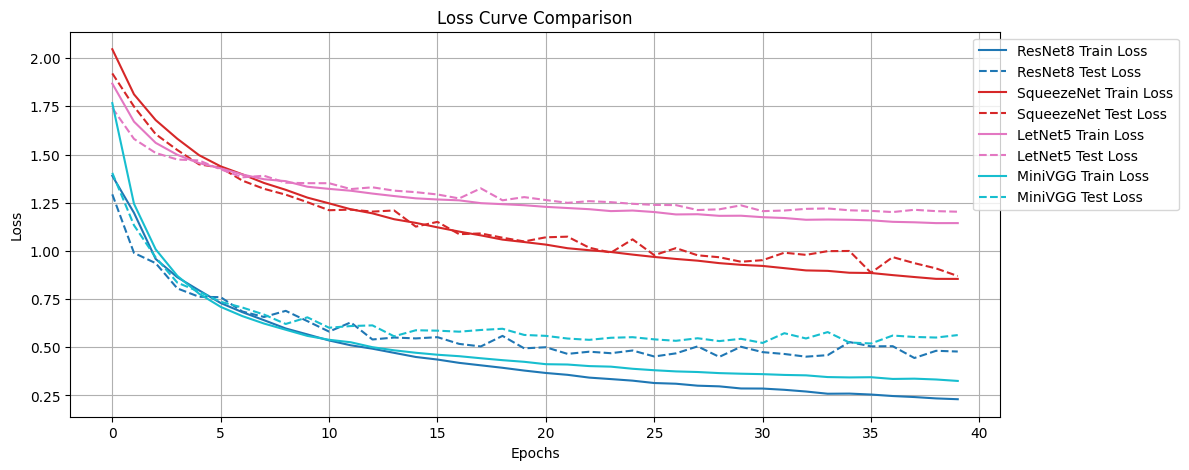 Loss Curve Comparison
Loss
2.00
1.75
1.50
1.25
1.00
0.75
0.50
0.25
0 5 10 15 20 25 30 35 40
Epochs
ResNet8 Train Loss
ResNet8 Test Loss
SqueezeNet Train Loss
SqueezeNet Test Loss
LetNet5 Train Loss
LetNet5 Test Loss
MiniVGG Train Loss
MiniVGG Test Loss